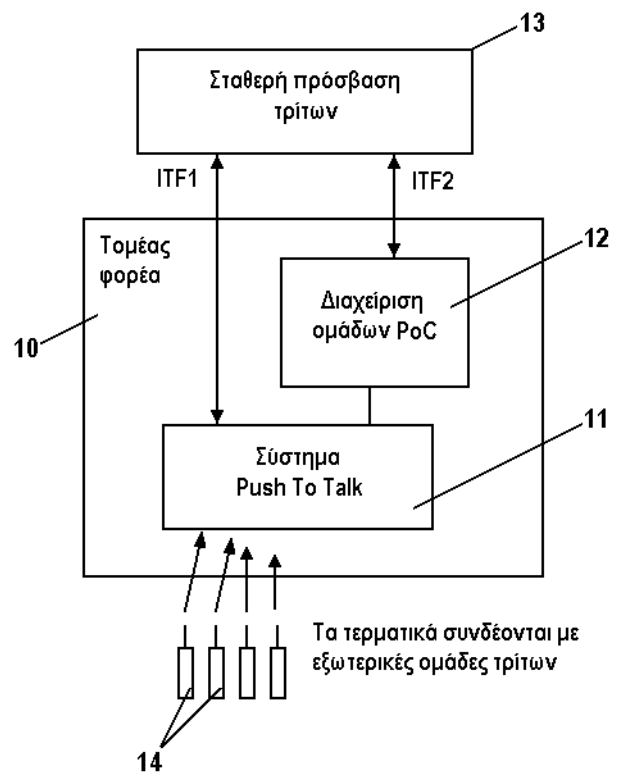 13
Σταθερή πρόσβαση
τρίτων
ITF1
ITF2
Τομέας
φορέα
12
Διαχείριση
ομάδων PoC
10
11
Σύστημα
Push To Talk
Τα τερματικά συνδέονται με
εξωτερικές ομάδες τρίτων
14